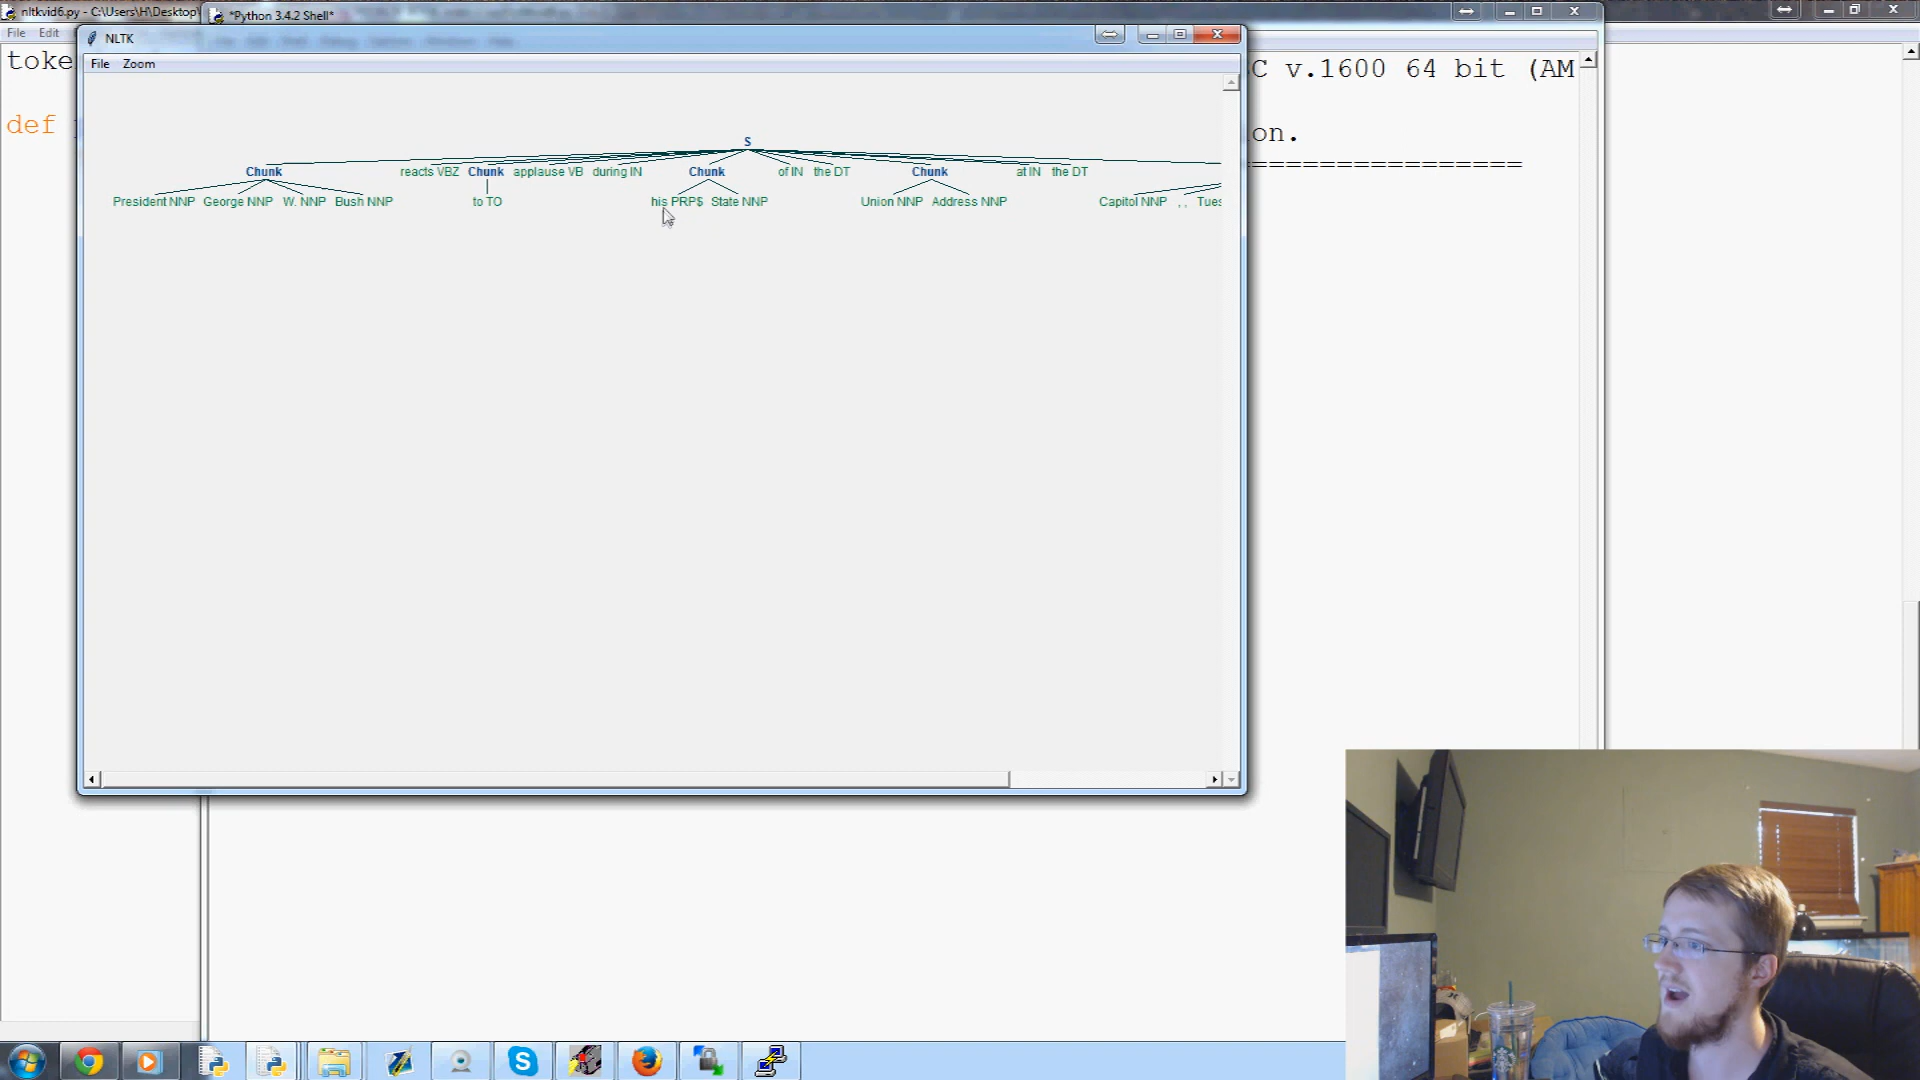 nltkvid6.py - C:\Users\H\Desktop\
*Python 3.4.2 Shell*
File Edit
NLTK
File Zoom
toke
C v.1600 64 bit (AM
def
on.
================
S
Chunk reacts VBZ Chunk applause VB during IN Chunk of IN the DT Chunk at IN the DT
President NNP George NNP W. NNP Bush NNP to TO his PRP$ State NNP Union NNP Address NNP Capitol NNP , , Tues